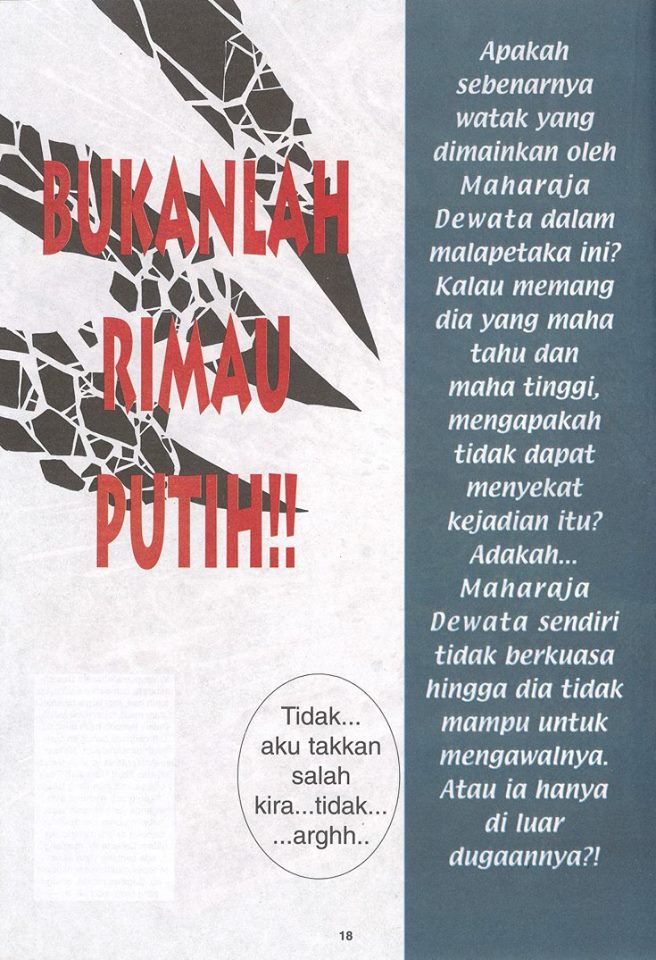 BUKANLAH
RIMAU
PUTIH!!
Tidak...
aku takkan
salah
kira...tidak...
...arghh..
18
Apakah
sebenarnya
watak yang
dimainkan oleh
Maharaja
Dewata dalam
malapetaka ini?
Kalau memang
dia yang maha
tahu dan
maha tinggi,
mengapakah
tidak dapat
menyekat
kejadian itu?
Adakah...
Maharaja
Dewata sendiri
tidak berkuasa
hingga dia tidak
mampu untuk
mengawalnya.
Atau ia hanya
di luar
dugaannya?!